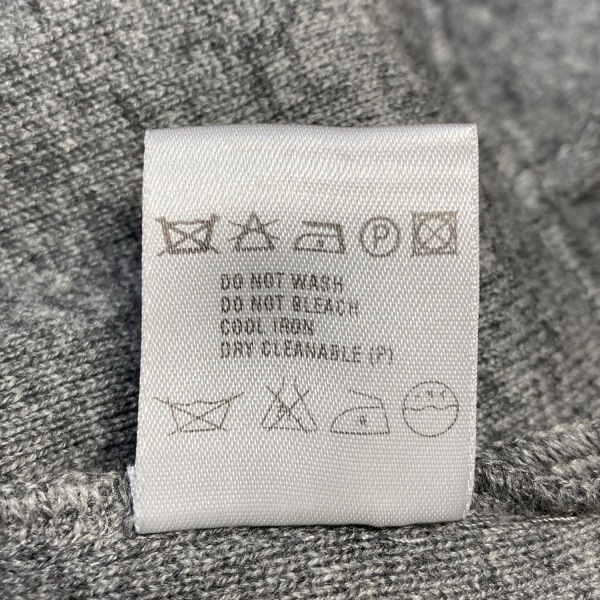 P
DO NOT WASH
DO NOT BLEACH
COOL IRON
DRY CLEANABLE (P)